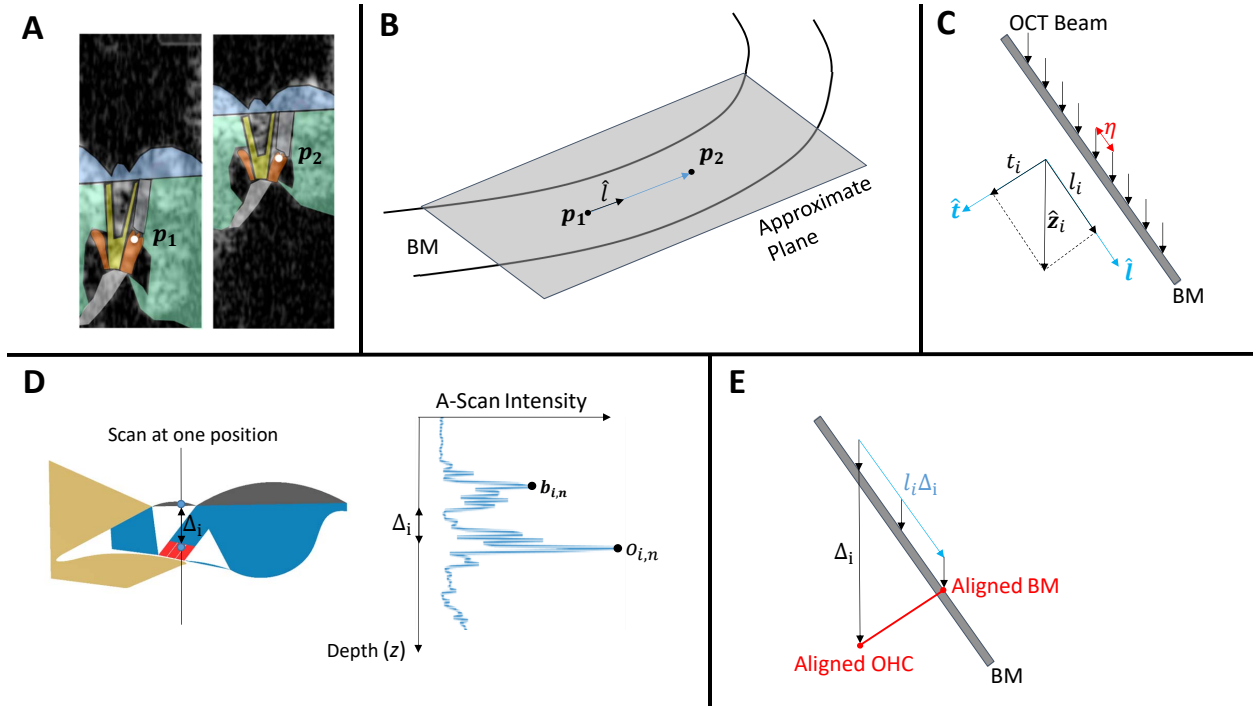 A
p₁
p₂
B
BM
p₁
l̂
p₂
Approximate
Plane
C
OCT Beam
η
tᵢ
lᵢ
t̂
ẑᵢ
l̂
BM
D
Scan at one position
Δᵢ
A-Scan Intensity
bᵢ,ₙ
Δᵢ
oᵢ,ₙ
Depth (z)
E
lᵢΔᵢ
Δᵢ
Aligned BM
Aligned OHC
BM